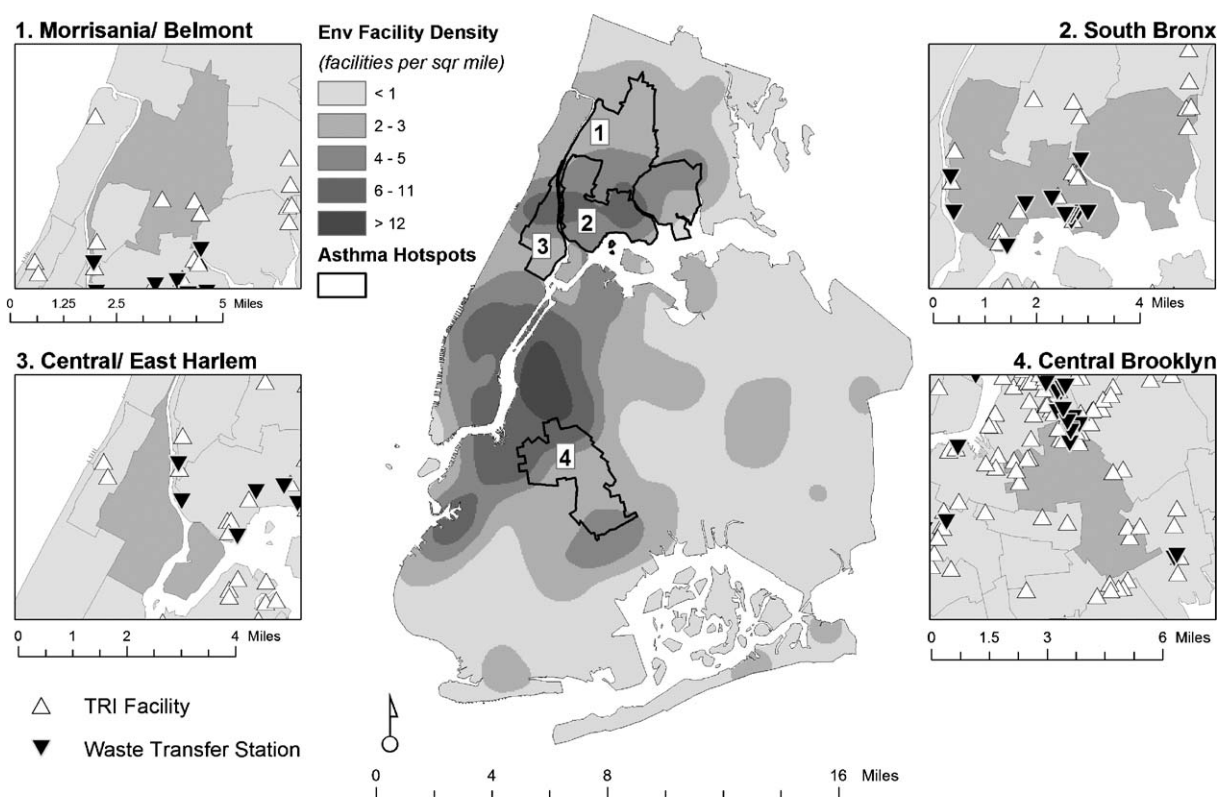 1. Morrisania/ Belmont
0 1.25 2.5 5 Miles
Env Facility Density
(facilities per sqr mile)
< 1
2 - 3
4 - 5
6 - 11
> 12
Asthma Hotspots
1
2
3
4
2. South Bronx
0 1 2 4 Miles
3. Central/ East Harlem
0 1 2 4 Miles
4. Central Brooklyn
0 1.5 3 6 Miles
TRI Facility
Waste Transfer Station
0 4 8 16 Miles